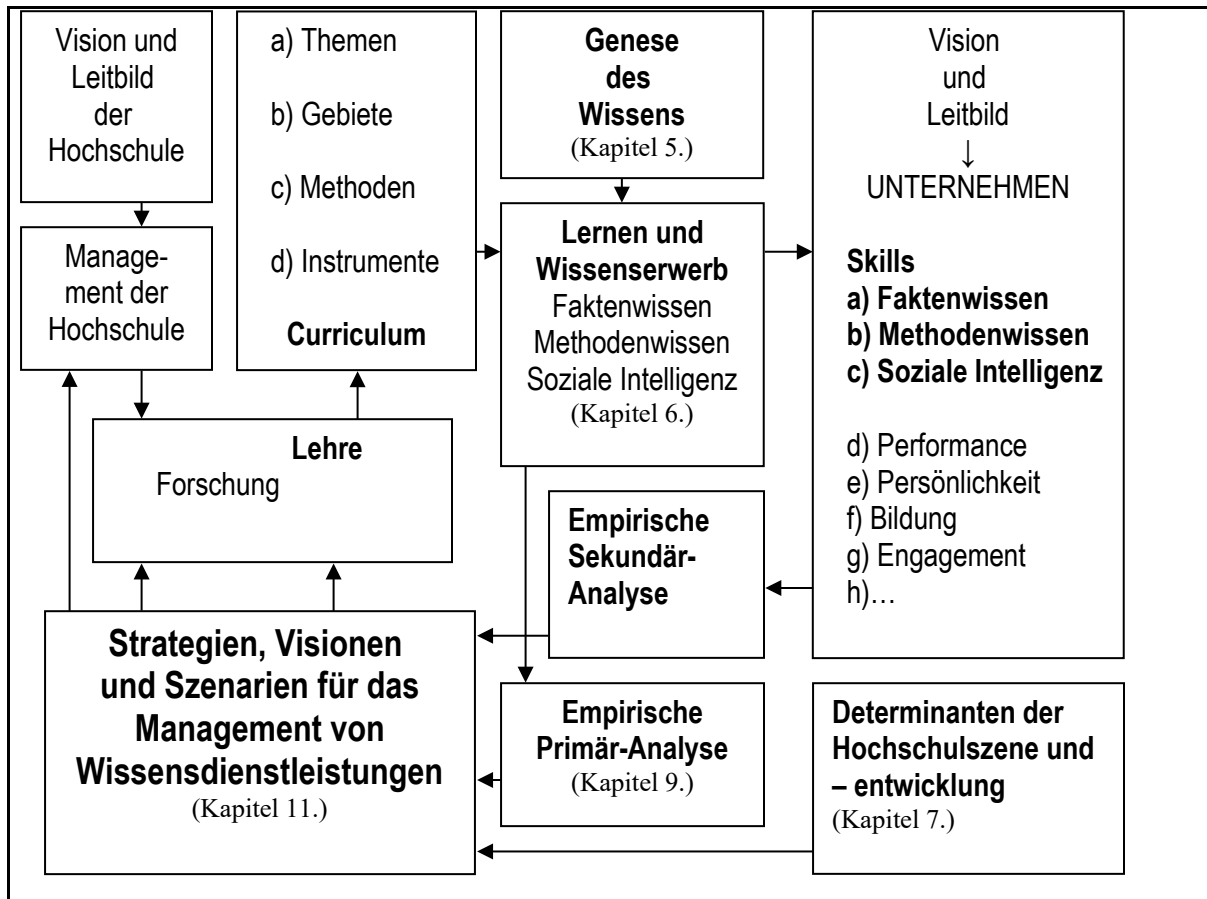 Vision und
Leitbild
der
Hochschule
a) Themen
b) Gebiete
c) Methoden
d) Instrumente
Curriculum
Genese
des
Wissens
(Kapitel 5.)
Vision
und
Leitbild
↓
UNTERNEHMEN
Skills
a) Faktenwissen
b) Methodenwissen
c) Soziale Intelligenz
d) Performance
e) Persönlichkeit
f) Bildung
g) Engagement
h)…
Manage-
ment der
Hochschule
Lernen und
Wissenserwerb
Faktenwissen
Methodenwissen
Soziale Intelligenz
(Kapitel 6.)
Lehre
Forschung
Empirische
Sekundär-
Analyse
Strategien, Visionen
und Szenarien für das
Management von
Wissensdienstleistungen
(Kapitel 11.)
Empirische
Primär-Analyse
(Kapitel 9.)
Determinanten der
Hochschulszene und
– entwicklung
(Kapitel 7.)